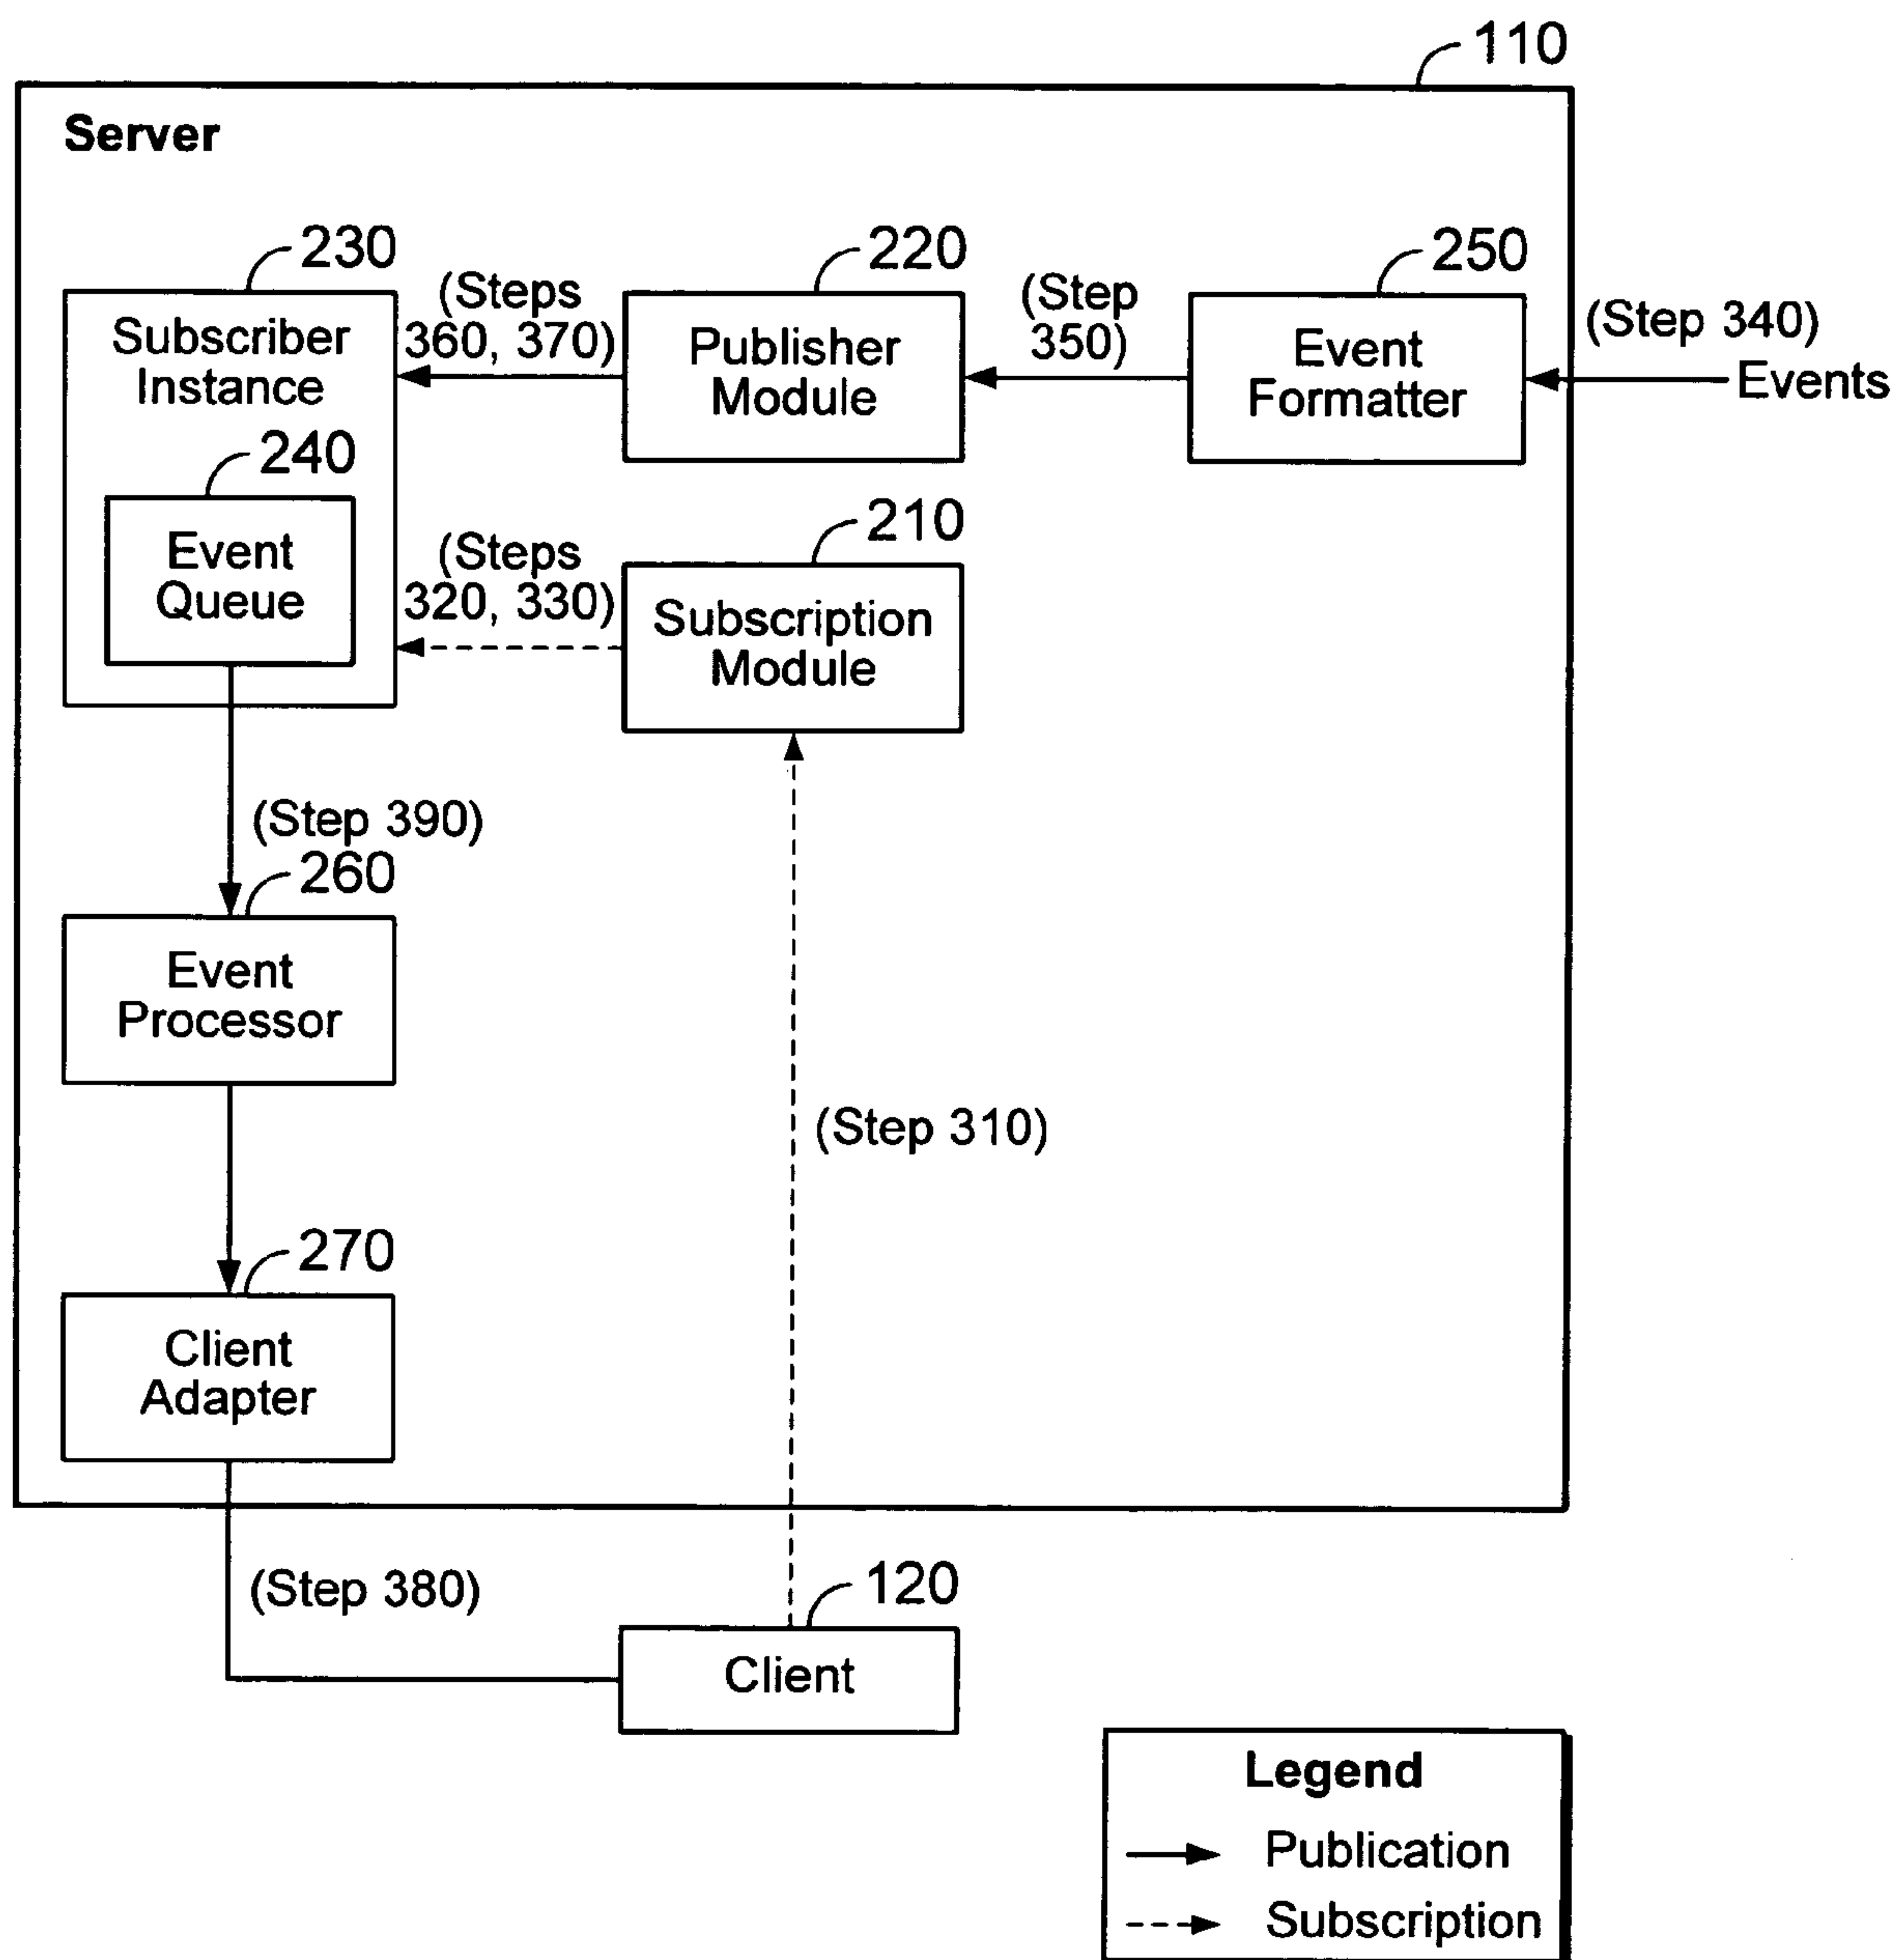 110
Server
230
220
250
(Steps
360, 370)
(Step
350)
(Step 340)
Subscriber
Instance
Publisher
Module
Event
Formatter
Events
240
210
Event
Queue
(Steps
320, 330)
Subscription
Module
(Step 390)
260
Event
Processor
(Step 310)
270
Client
Adapter
(Step 380)
120
Client
Legend
Publication
Subscription